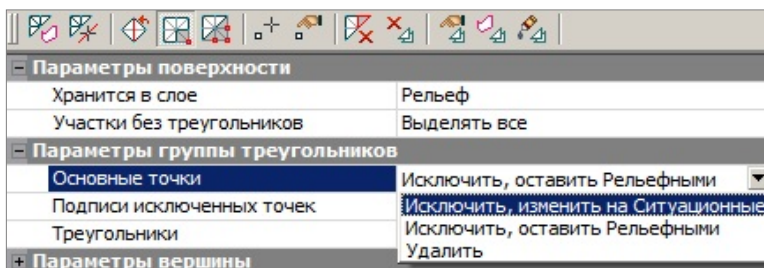 Параметры поверхности
Хранится в слое Рельеф
Участки без треугольников Выделять все
Параметры группы треугольников
Основные точки Исключить, оставить Рельефными
Подписи исключенных точек Исключить, изменить на Ситуационные
Треугольники Исключить, оставить Рельефными
Удалить
Параметры вершины